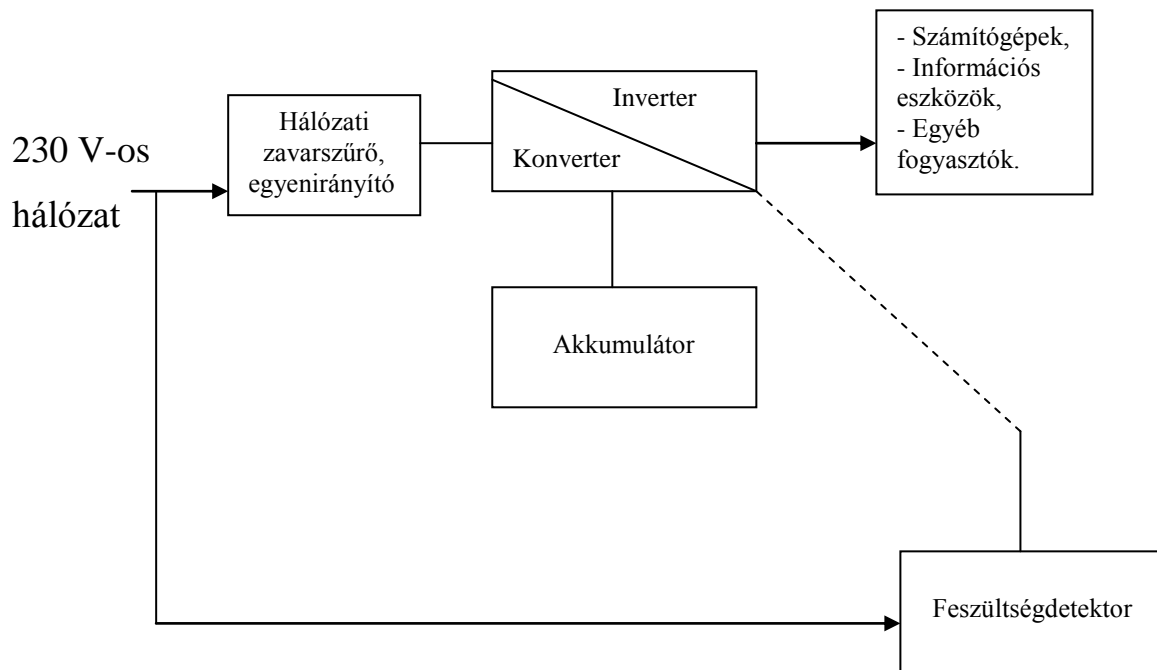 230 V-os
hálózat
Hálózati
zavarszűrő,
egyenirányító
Inverter
Konverter
- Számítógépek,
- Információs
eszközök,
- Egyéb
fogyasztók.
Akkumulátor
Feszültségdetektor